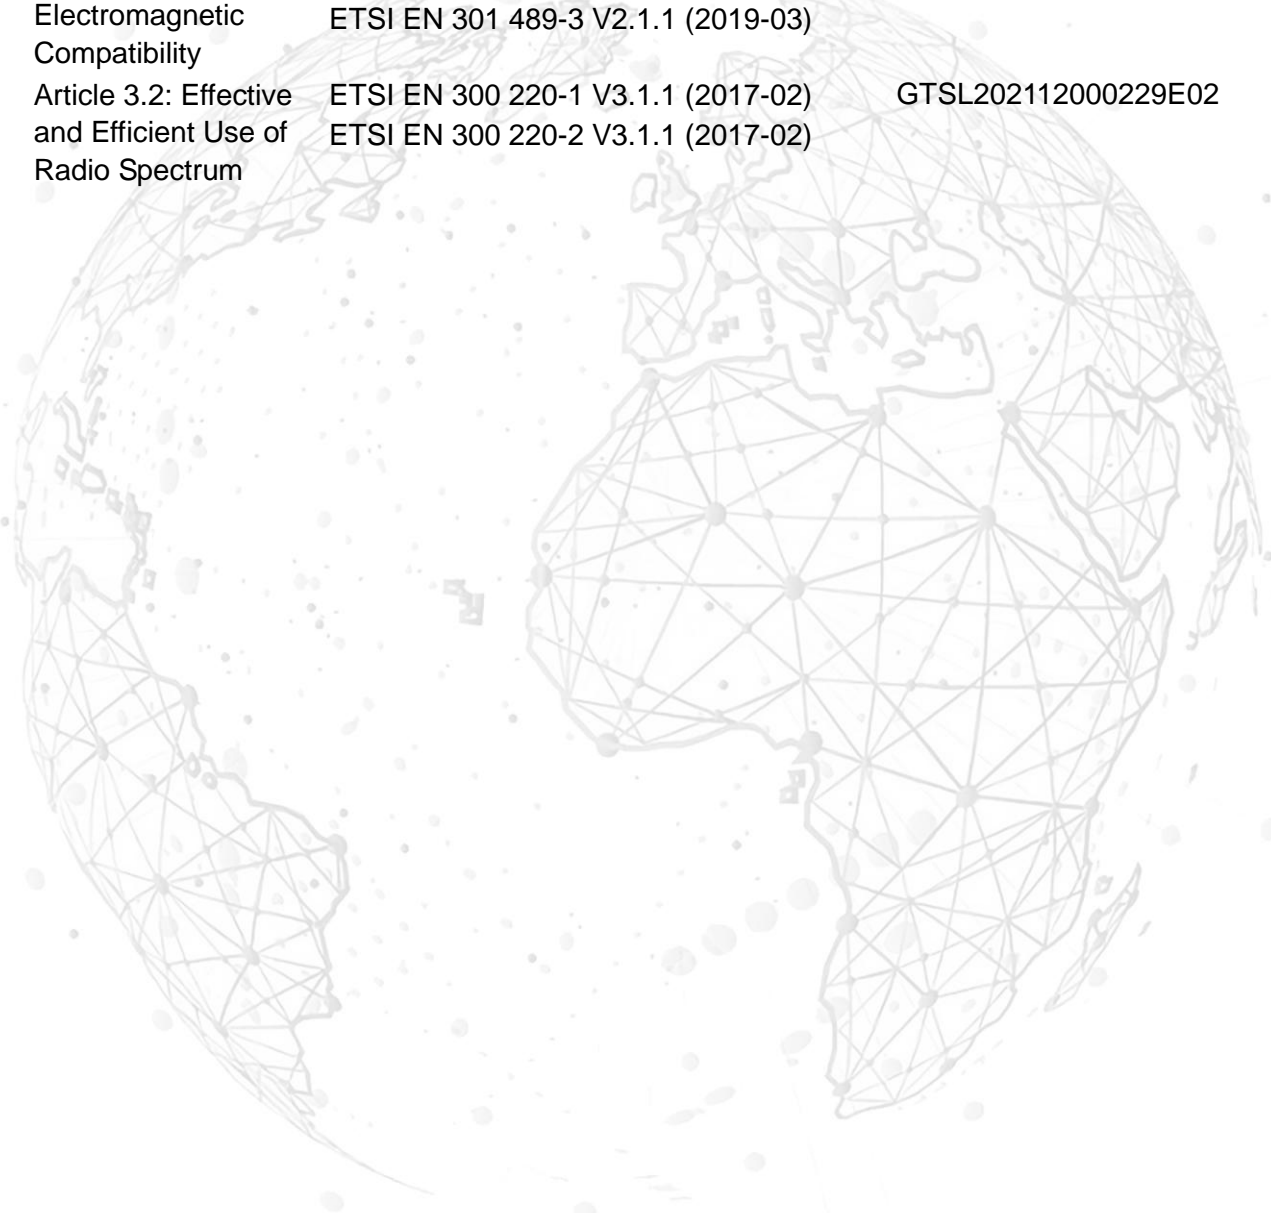 Electromagnetic ETSI EN 301 489-3 V2.1.1 (2019-03)
Compatibility
Article 3.2: Effective ETSI EN 300 220-1 V3.1.1 (2017-02) GTSL202112000229E02
and Efficient Use of ETSI EN 300 220-2 V3.1.1 (2017-02)
Radio Spectrum